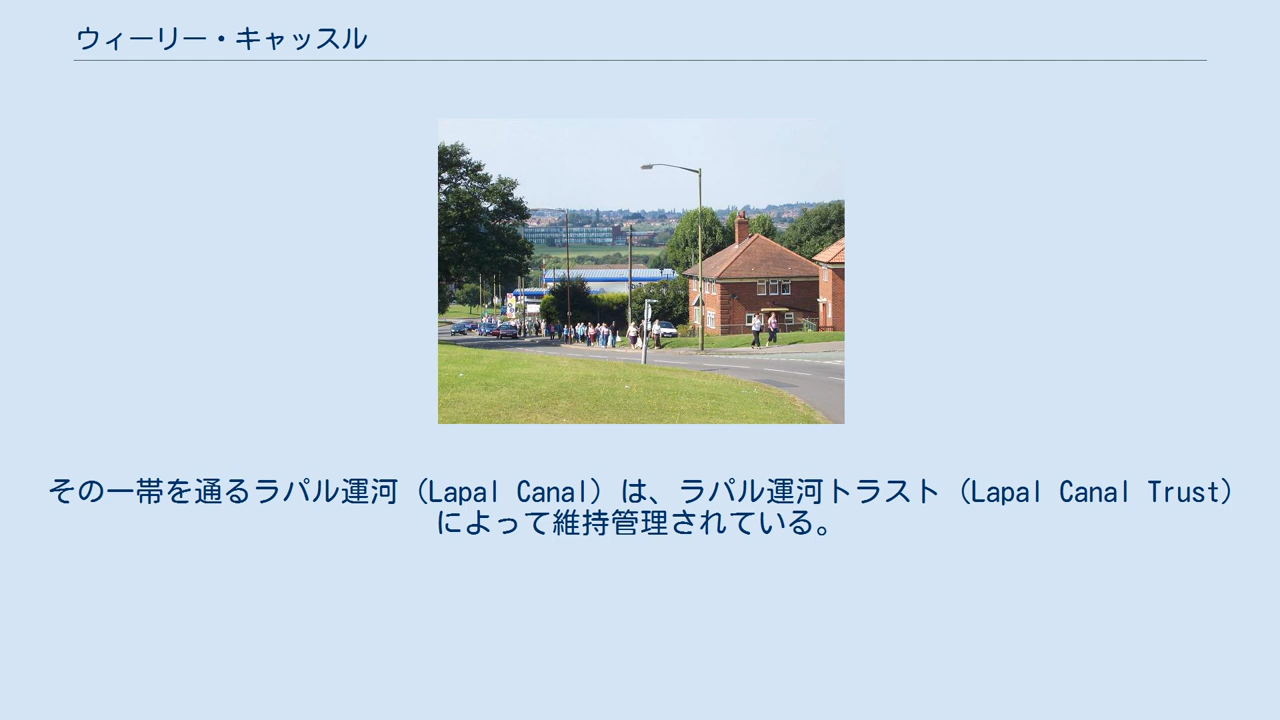 ウィーリー・キャッスル
その一帯を通るラパル運河（Lapal Canal）は、ラパル運河トラスト（Lapal Canal Trust）
によって維持管理されている。